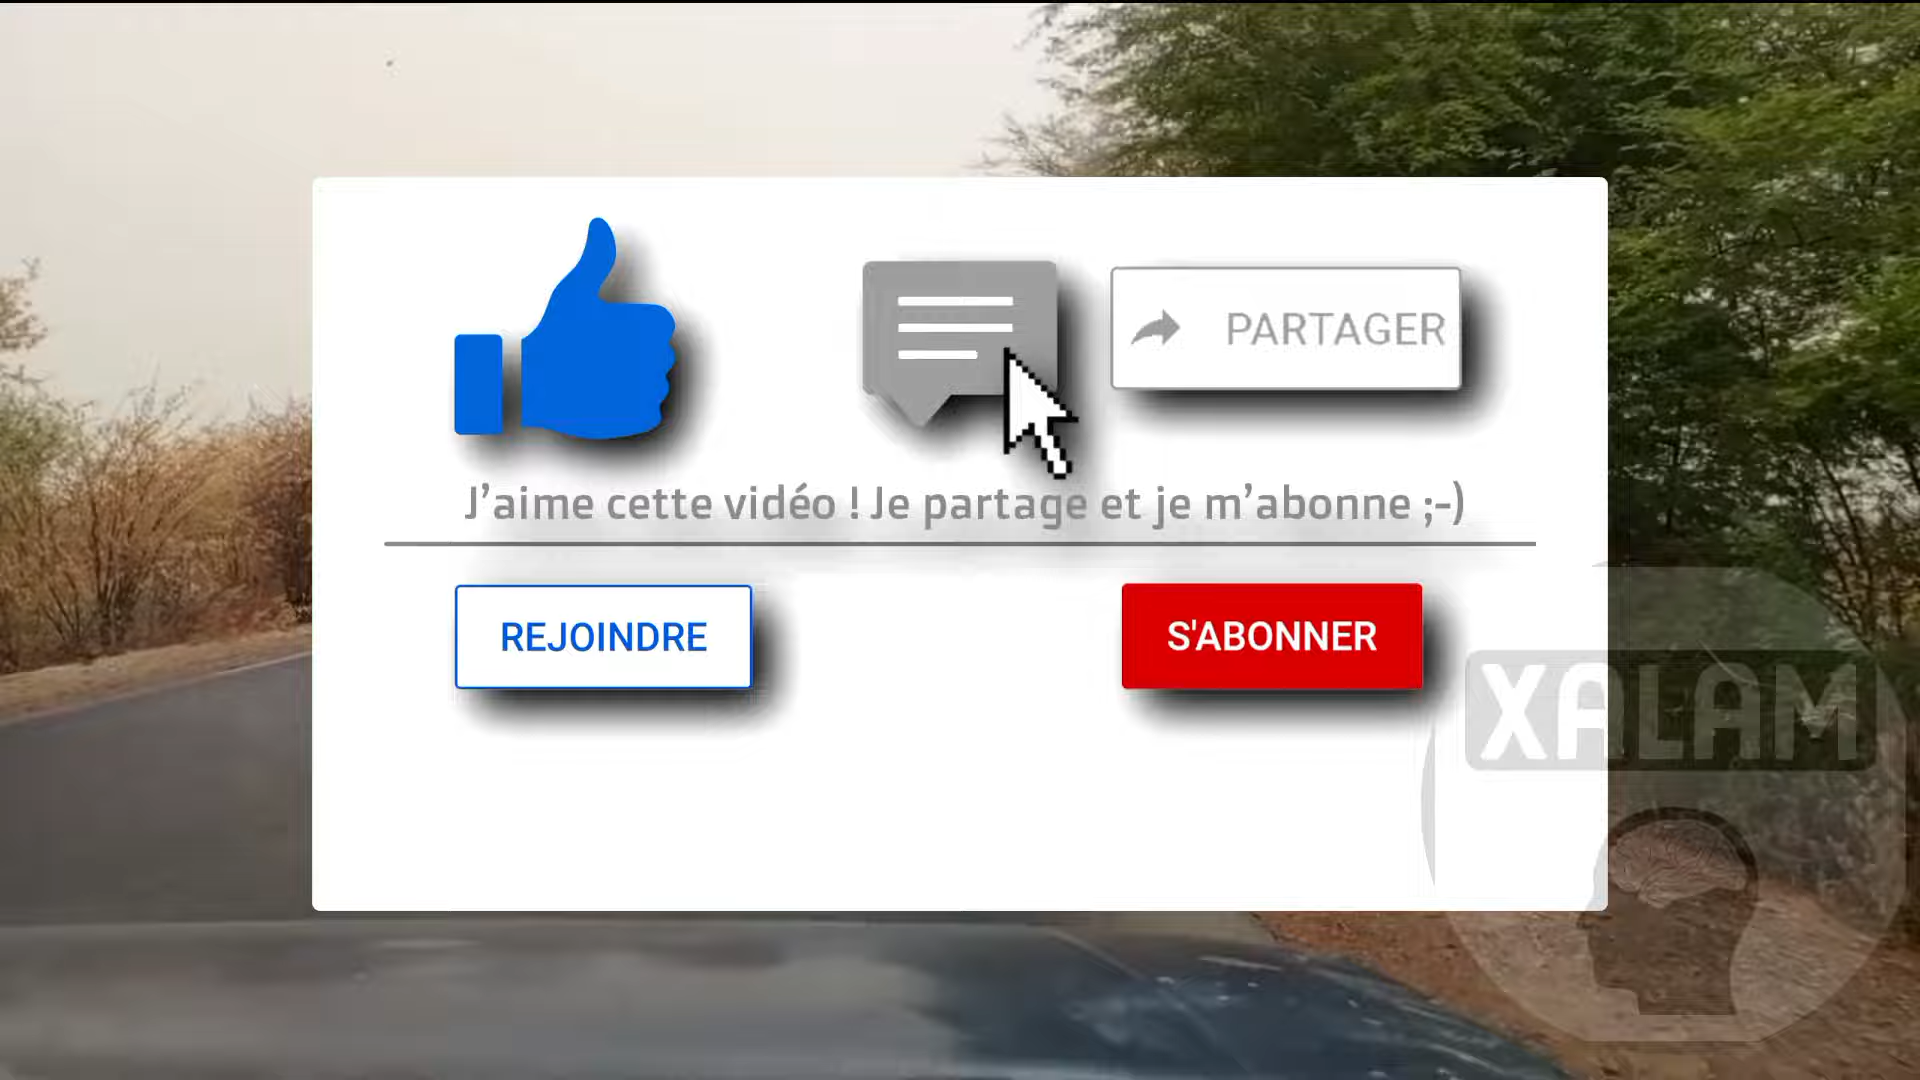 PARTAGER
J’aime cette vidéo ! Je partage et je m’abonne ;-)
REJOINDRE
S'ABONNER
XALAM